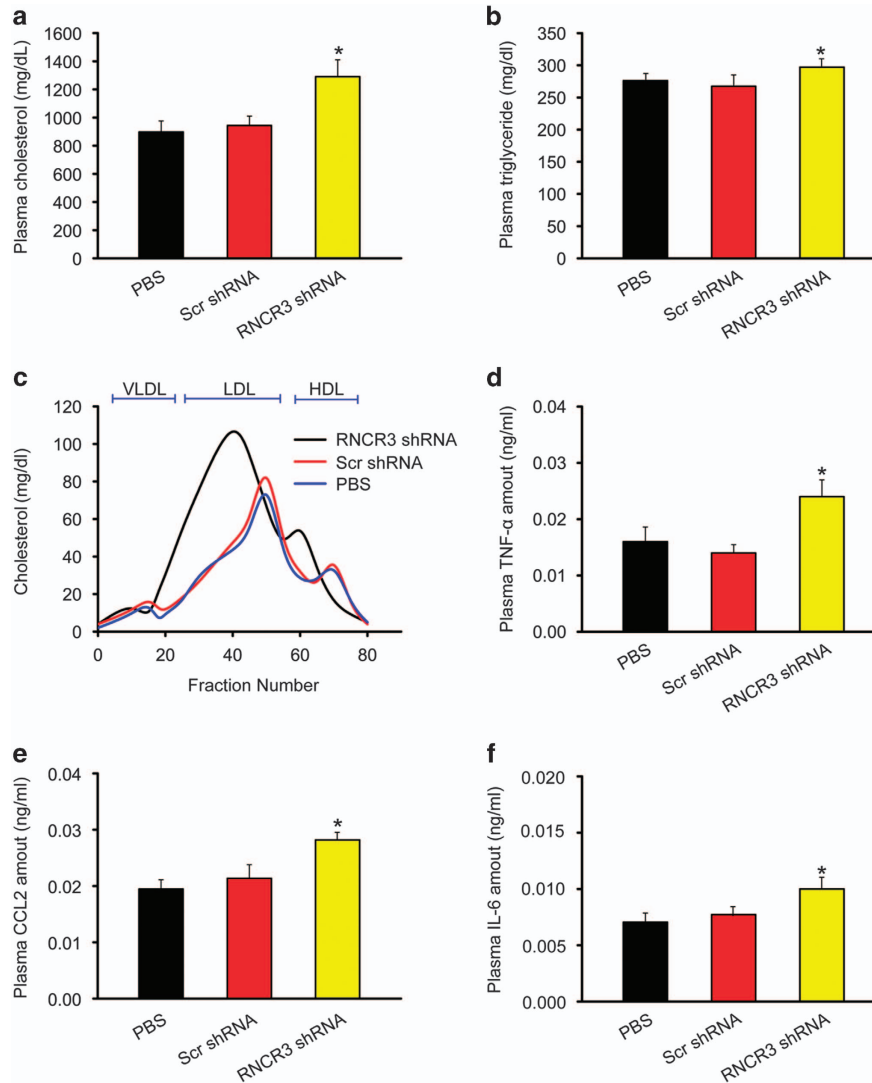 a
Plasma cholesterol (mg/dL)
1600
1400
1200
1000
800
600
400
200
0
*
PBS
Scr shRNA
RNCR3 shRNA
b
Plasma triglyceride (mg/dl)
350
300
250
200
150
100
50
0
*
PBS
Scr shRNA
RNCR3 shRNA
c
VLDL
LDL
HDL
Cholesterol (mg/dl)
120
100
80
60
40
20
0
RNCR3 shRNA
Scr shRNA
PBS
0 20 40 60 80
Fraction Number
d
Plasma TNF-α amout (ng/ml)
0.04
0.03
0.02
0.01
0.00
*
PBS
Scr shRNA
RNCR3 shRNA
e
Plasma CCL2 amout (ng/ml)
0.04
0.03
0.02
0.01
0.00
*
PBS
Scr shRNA
RNCR3 shRNA
f
Plasma IL-6 amout (ng/ml)
0.020
0.015
0.010
0.005
0.000
*
PBS
Scr shRNA
RNCR3 shRNA